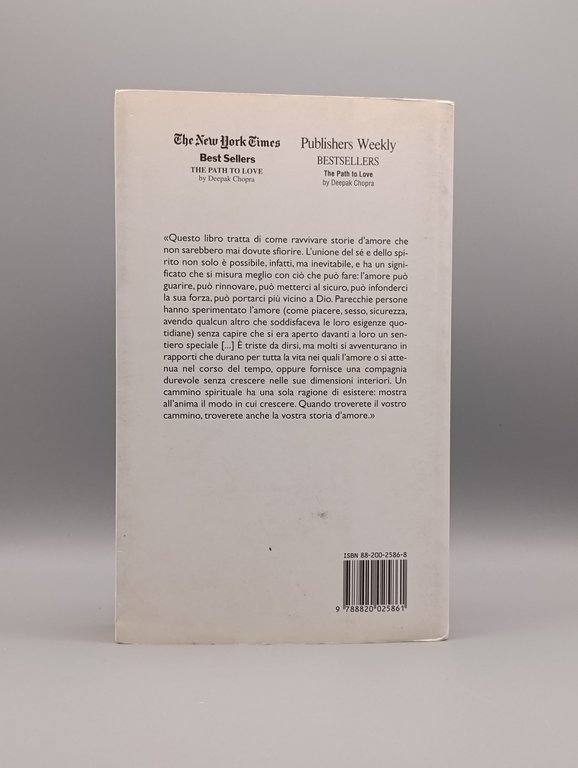 The New York Times
Best Sellers
THE PATH TO LOVE
by Deepak Chopra
Publishers Weekly
BESTSELLERS
The Path to Love
by Deepak Chopra
«Questo libro tratta di come ravvivare storie d'amore che
non sarebbero mai dovute sfiorire. L'unione del sé e dello spi-
rito non solo è possibile, infatti, ma inevitabile, e ha un signi-
ficato che si misura meglio con ciò che può fare: l'amore può
guarire, può rinnovare, può metterci al sicuro, può infonderci
la sua forza, può portarci più vicino a Dio. Parecchie persone
hanno sperimentato l'amore (come piacere, sesso, sicurezza,
avendo qualcun altro che soddisfaceva le loro esigenze quo-
tidiane) senza capire che si era aperto davanti a loro un sen-
tiero speciale [...] È triste da dirsi, ma molti si avventurano in
rapporti che durano per tutta la vita nei quali l'amore o si atte-
nua nel corso del tempo, oppure fornisce una compagnia
durevole senza crescere nelle sue dimensioni interiori. Un
cammino spirituale ha una sola ragione di esistere: mostra
all'anima il modo in cui crescere. Quando troverete il vostro
cammino, troverete anche la vostra storia d'amore.»
ISBN 88-200-2586-8
9 788820 025861